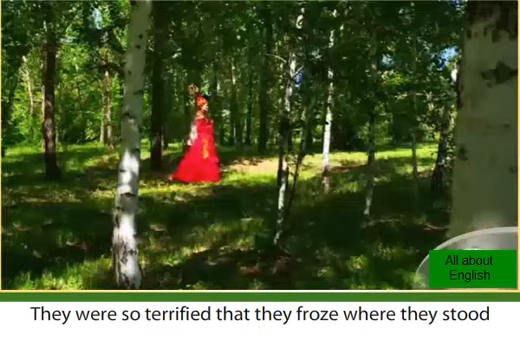 All about
English
They were so terrified that they froze where they stood